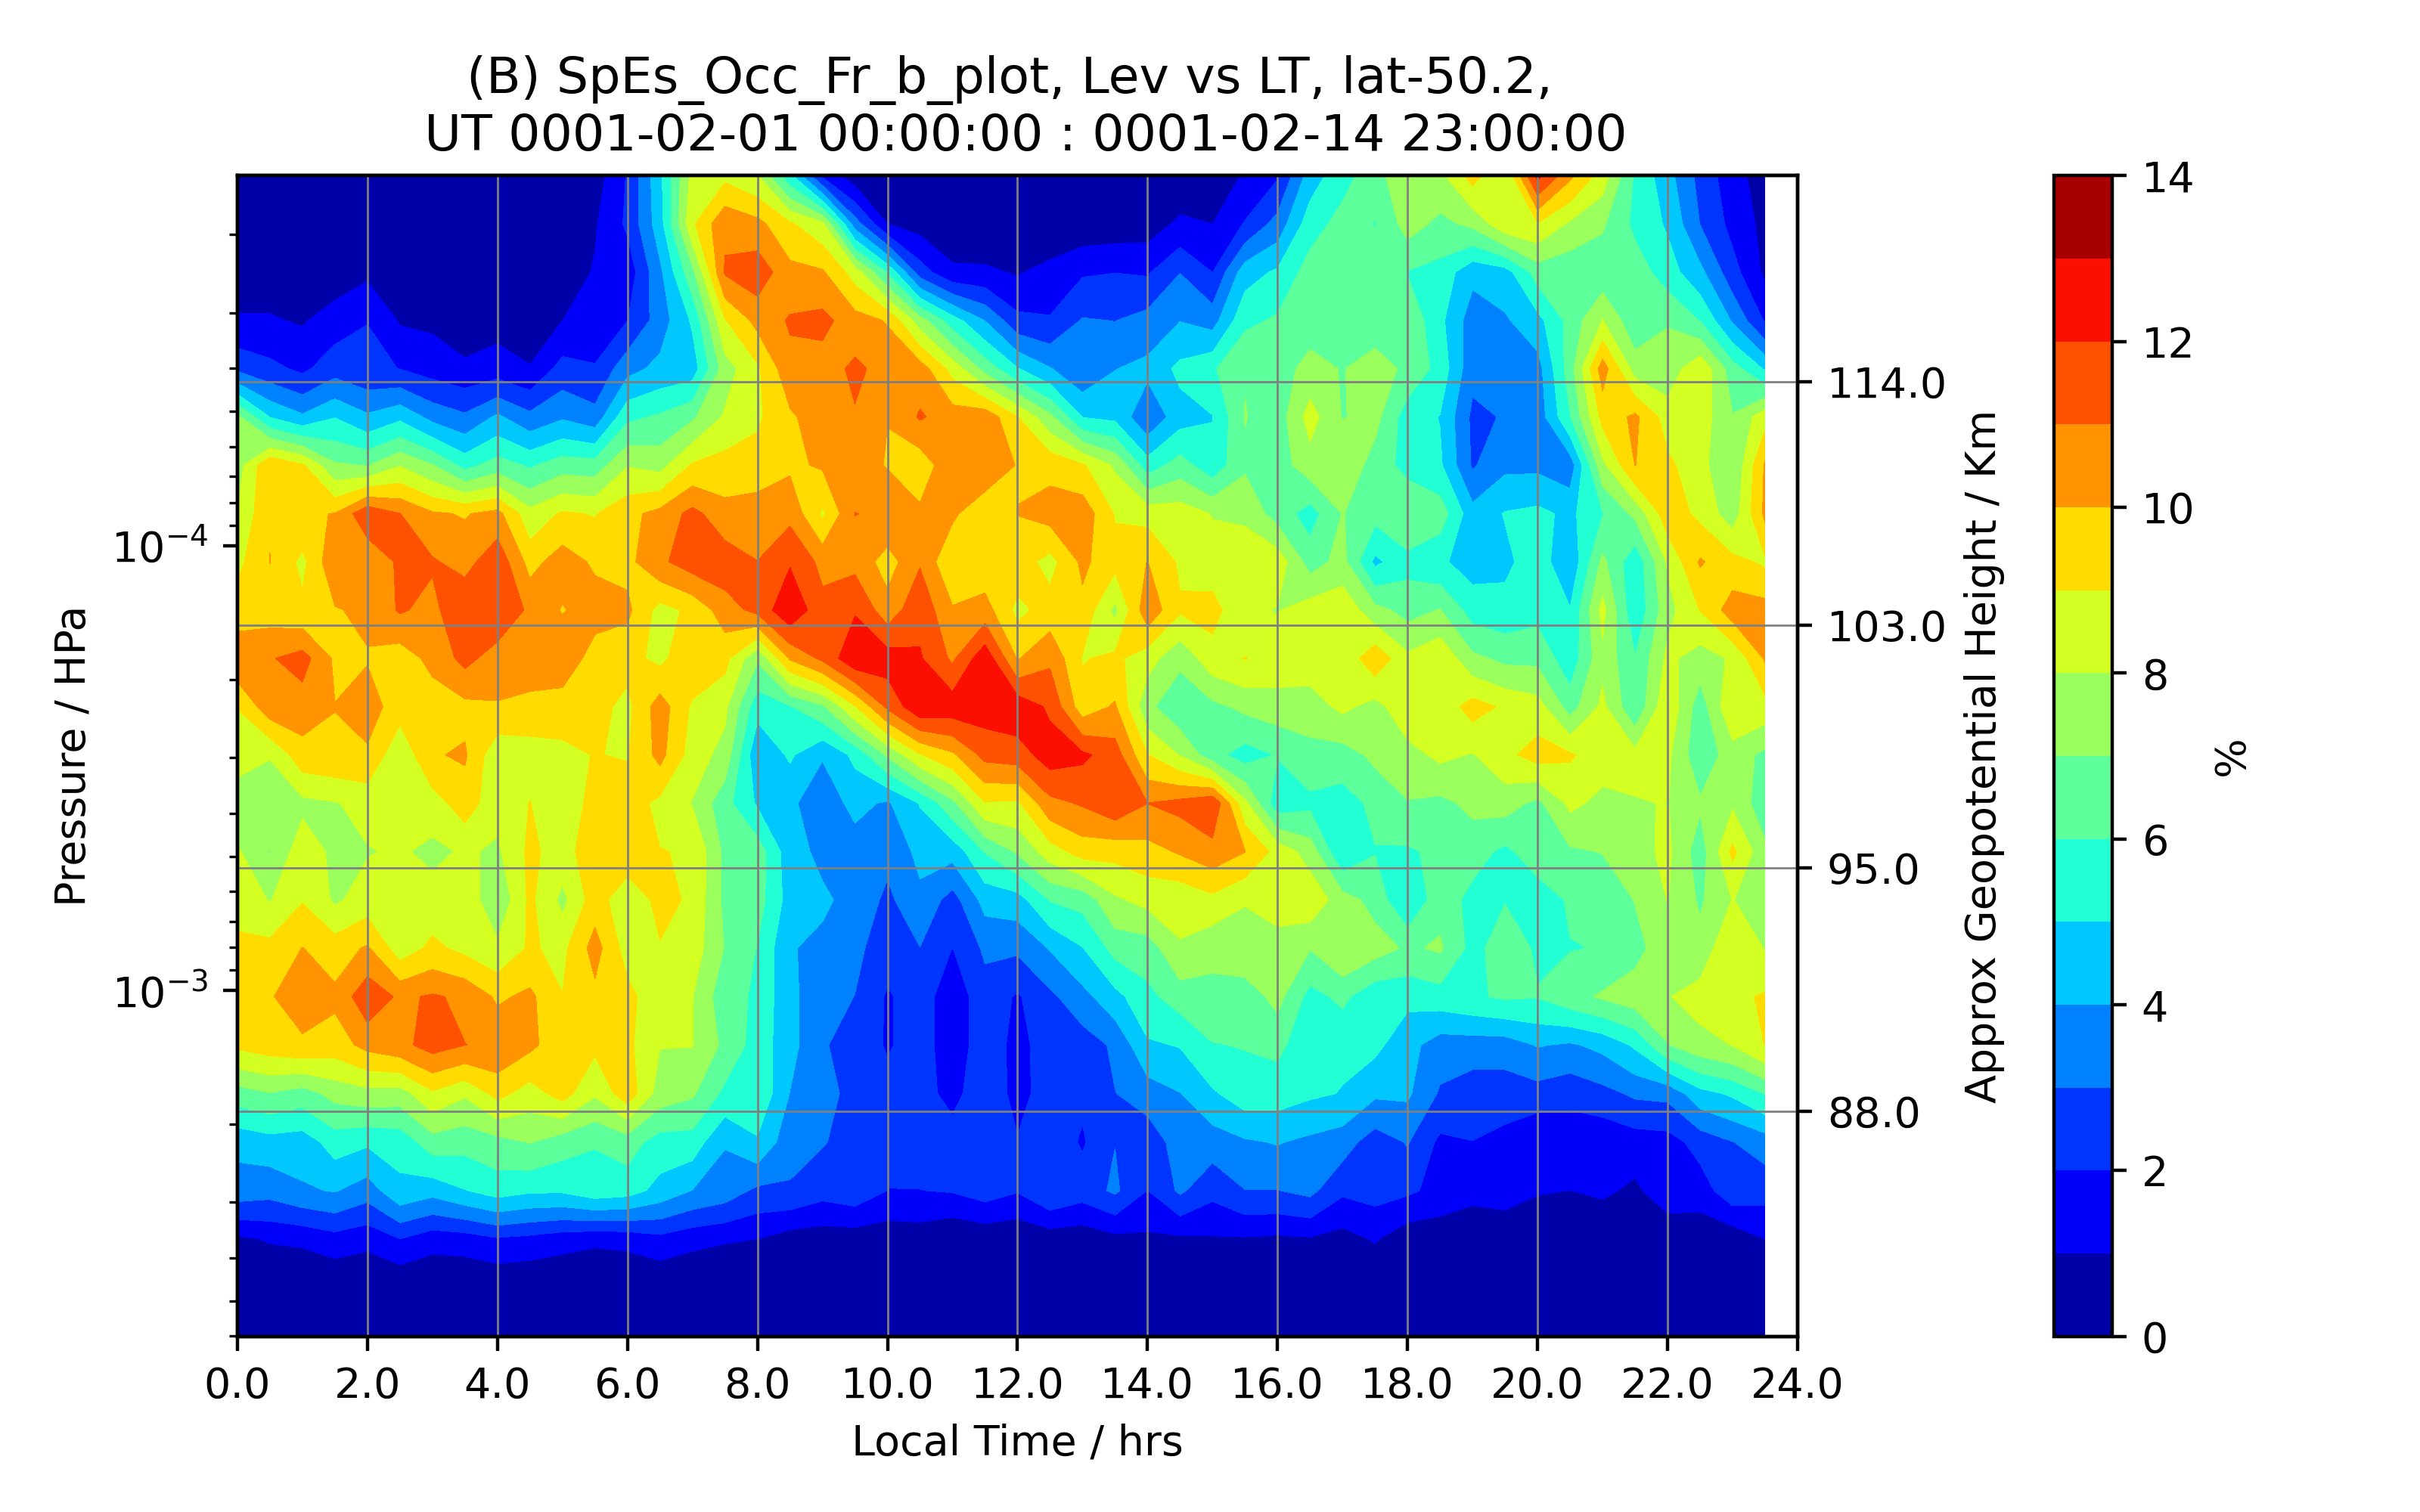 (B) SpEs_Occ_Fr_b_plot, Lev vs LT, lat-50.2,
UT 0001-02-01 00:00:00 : 0001-02-14 23:00:00
Pressure / HPa
10⁻⁴
10⁻³
114.0
103.0
95.0
88.0
Approx Geopotential Height / Km
0.0 2.0 4.0 6.0 8.0 10.0 12.0 14.0 16.0 18.0 20.0 22.0 24.0
Local Time / hrs
14
12
10
8
6
4
2
0
%